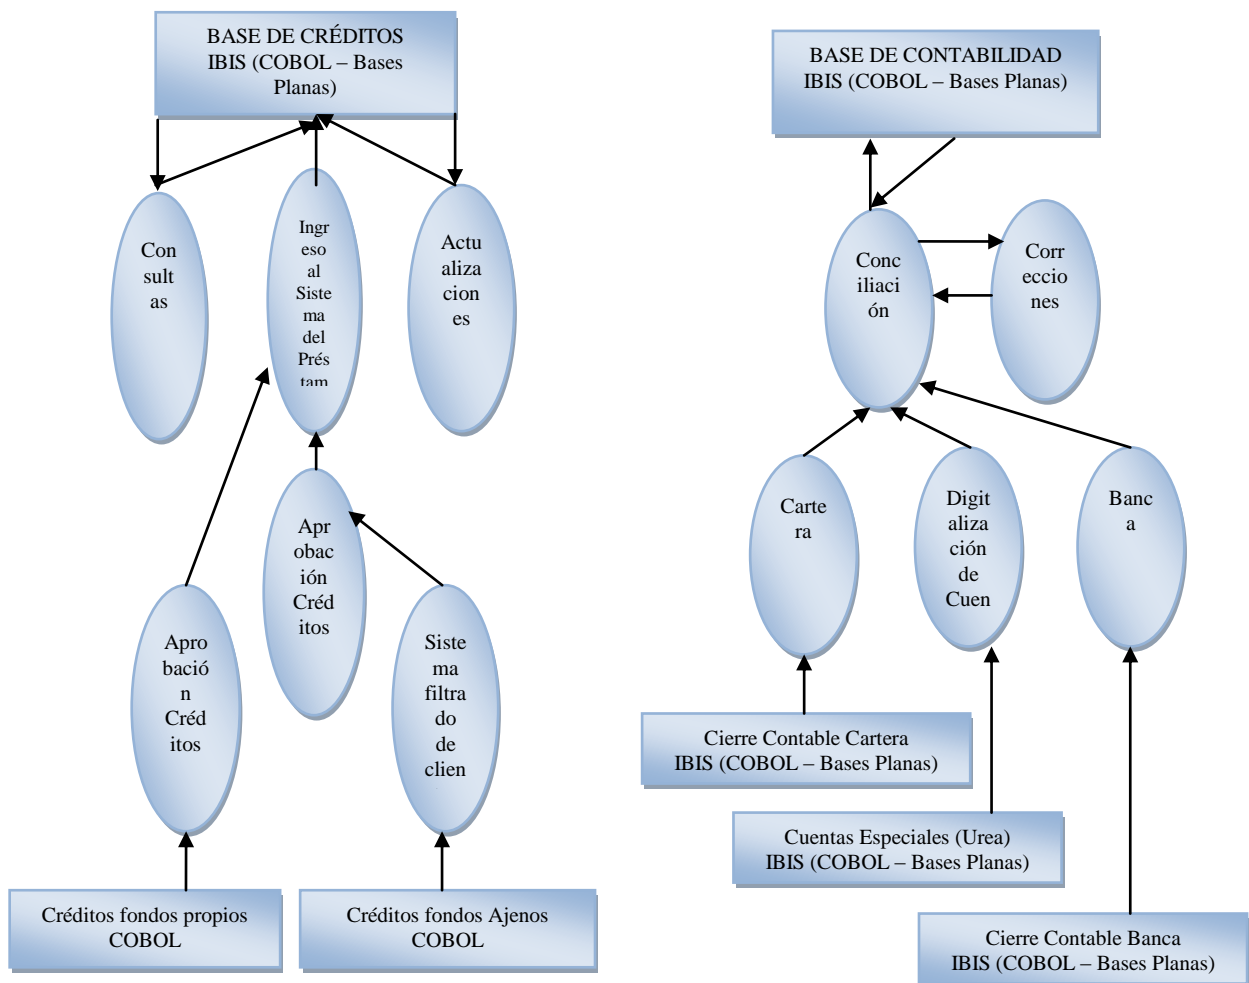 BASE DE CRÉDITOS
IBIS (COBOL – Bases
Planas)
Con
sult
as
Ingr
eso
al
Siste
ma
del
Prés
tam
Actu
aliza
cion
es
Apr
obac
ión
Créd
itos
Apro
bació
n
Créd
itos
Siste
ma
filtra
do
de
clien
Créditos fondos propios
COBOL
Créditos fondos Ajenos
COBOL
BASE DE CONTABILIDAD
IBIS (COBOL – Bases Planas)
Conc
iliaci
ón
Corr
eccio
nes
Carte
ra
Digit
aliza
ción
de
Cuen
Banc
a
Cierre Contable Cartera
IBIS (COBOL – Bases Planas)
Cuentas Especiales (Urea)
IBIS (COBOL – Bases Planas)
Cierre Contable Banca
IBIS (COBOL – Bases Planas)